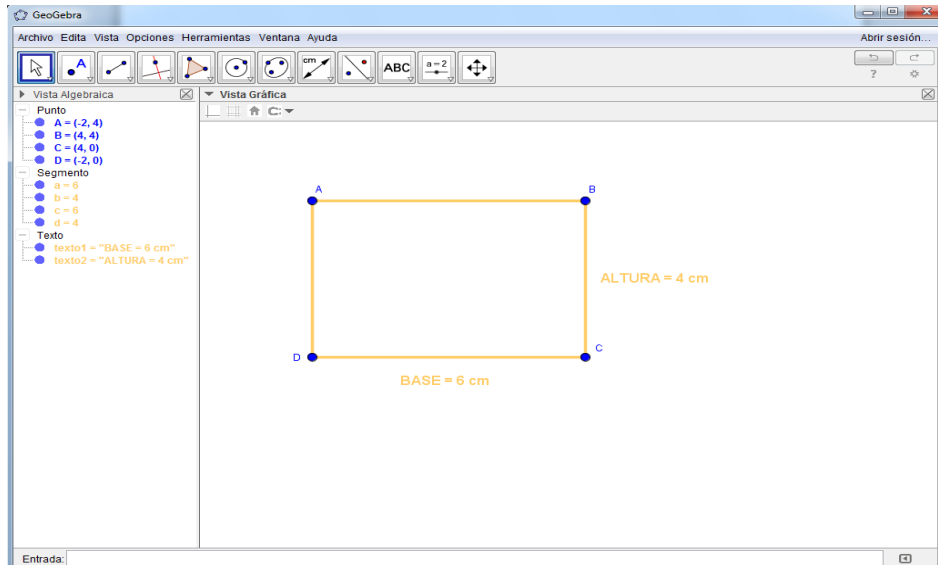 GeoGebra
Archivo Edita Vista Opciones Herramientas Ventana Ayuda
Abrir sesión...
A
cm
ABC
a = 2
?
Vista Algebraica
Vista Gráfica
Punto
A = (-2, 4)
B = (4, 4)
C = (4, 0)
D = (-2, 0)
Segmento
a = 6
b = 4
c = 6
d = 4
Texto
texto1 = "BASE = 6 cm"
texto2 = "ALTURA = 4 cm"
A
B
ALTURA = 4 cm
D
C
BASE = 6 cm
Entrada: